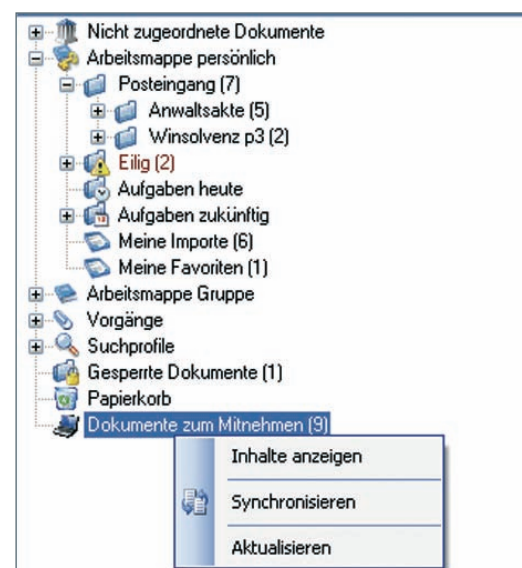 Nicht zugeordnete Dokumente
Arbeitsmappe persönlich
Posteingang (7)
Anwaltsakte (5)
Winsolvenz p3 (2)
Eilig (2)
Aufgaben heute
Aufgaben zukünftig
Meine Importe (6)
Meine Favoriten (1)
Arbeitsmappe Gruppe
Vorgänge
Suchprofile
Gesperrte Dokumente (1)
Papierkorb
Dokumente zum Mitnehmen (9)
Inhalte anzeigen
Synchronisieren
Aktualisieren